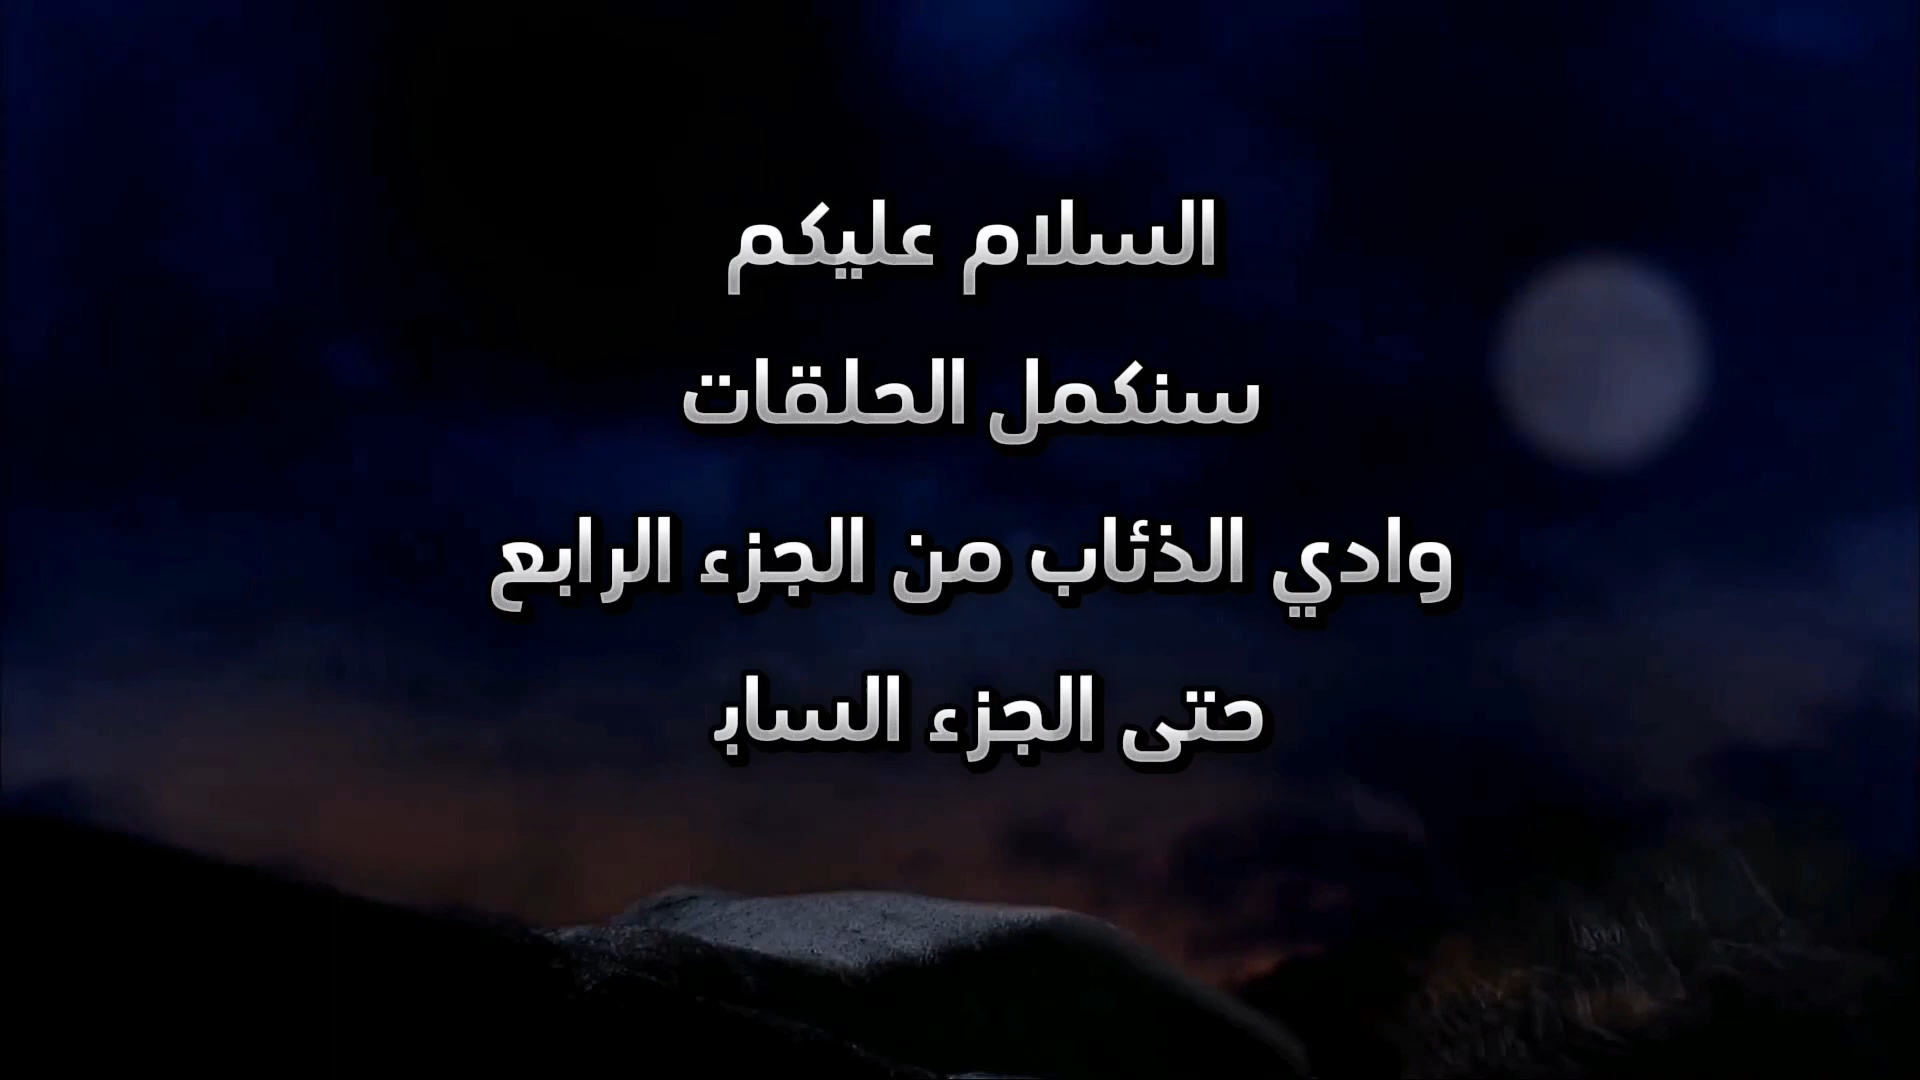 السلام عليكم
سنكمل الحلقات
وادي الذئاب من الجزء الرابع
حتى الجزء الساب